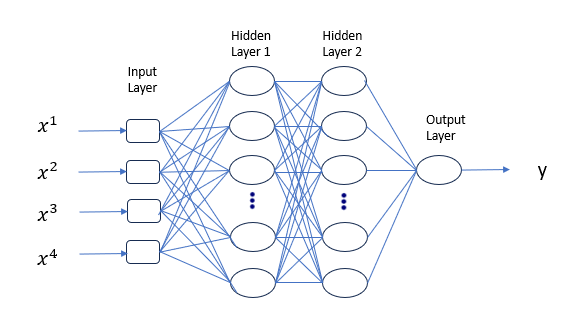 Hidden
Layer 1
Hidden
Layer 2
Input
Layer
Output
Layer
x¹
x²
x³
x⁴
y